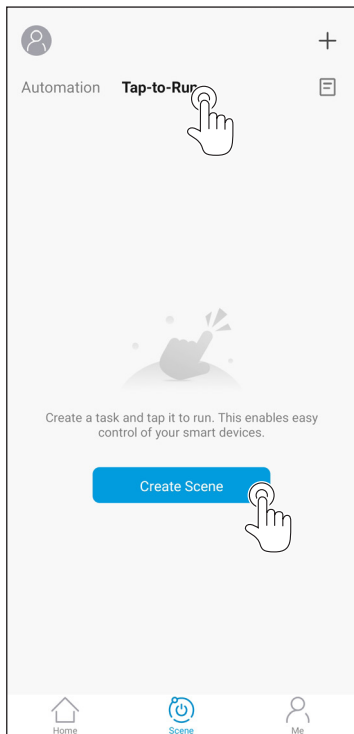 Automation Tap-to-Run
Create a task and tap it to run. This enables easy
control of your smart devices.
Create Scene
Home Scene Me